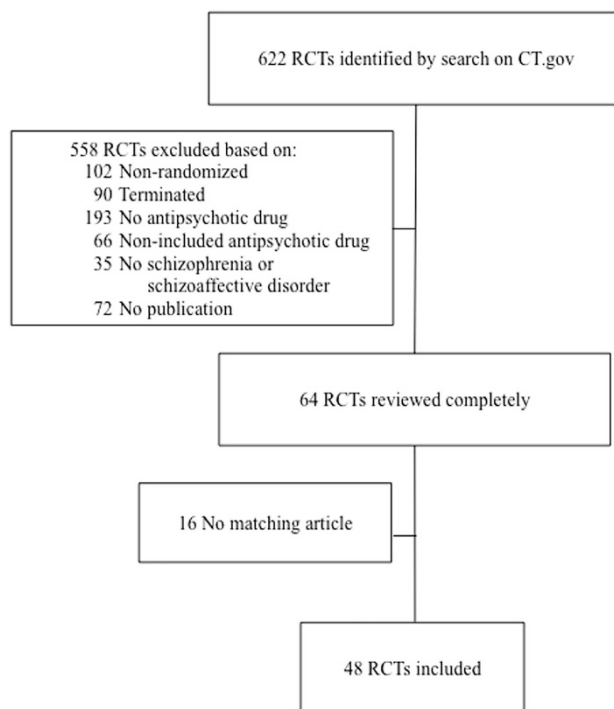 622 RCTs identified by search on CT.gov
558 RCTs excluded based on:
102 Non-randomized
90 Terminated
193 No antipsychotic drug
66 Non-included antipsychotic drug
35 No schizophrenia or
schizoaffective disorder
72 No publication
64 RCTs reviewed completely
16 No matching article
48 RCTs included